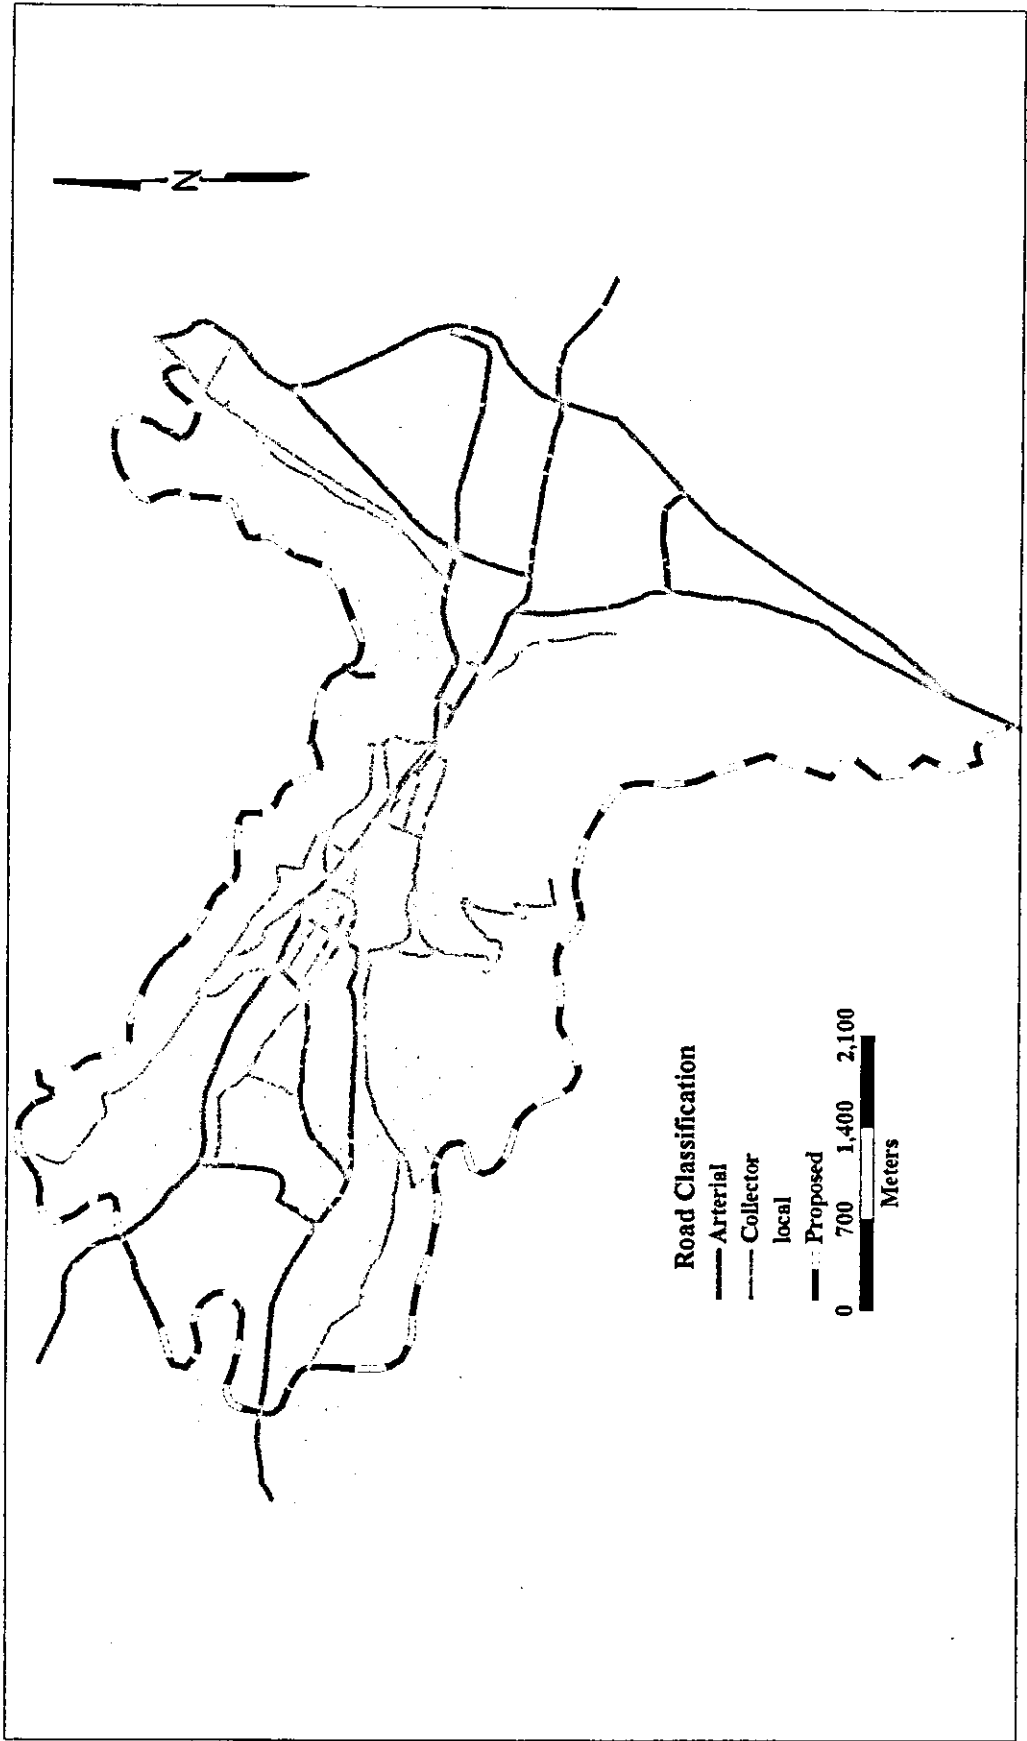 N
Road Classification
Arterial
Collector
local
Proposed
0 700 1,400 2,100
Meters